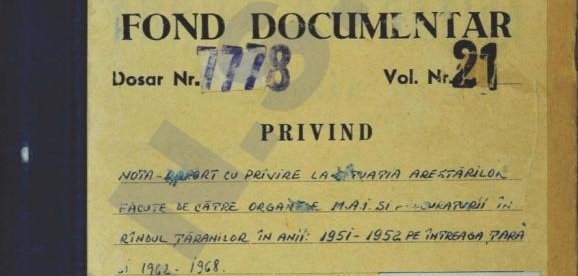 FOND DOCUMENTAR
Dosar Nr. 7778 Vol. Nr. 21
PRIVIND
NOTA-RAPORT CU PRIVIRE LA SITUAȚIA ARESTĂRILOR
FĂCUTE DE CĂTRE ORGANELE M.A.I. ȘI PROCURATURII ÎN
RÎNDUL ȚĂRANILOR ÎN ANII 1951-1952 PE ÎNTREAGA ȚARĂ
și 1962-1968.